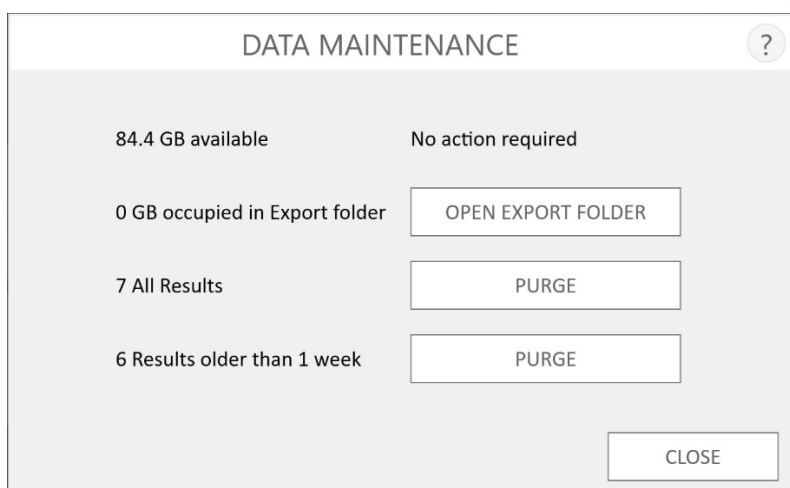 DATA MAINTENANCE
?
84.4 GB available
No action required
0 GB occupied in Export folder
OPEN EXPORT FOLDER
7 All Results
PURGE
6 Results older than 1 week
PURGE
CLOSE